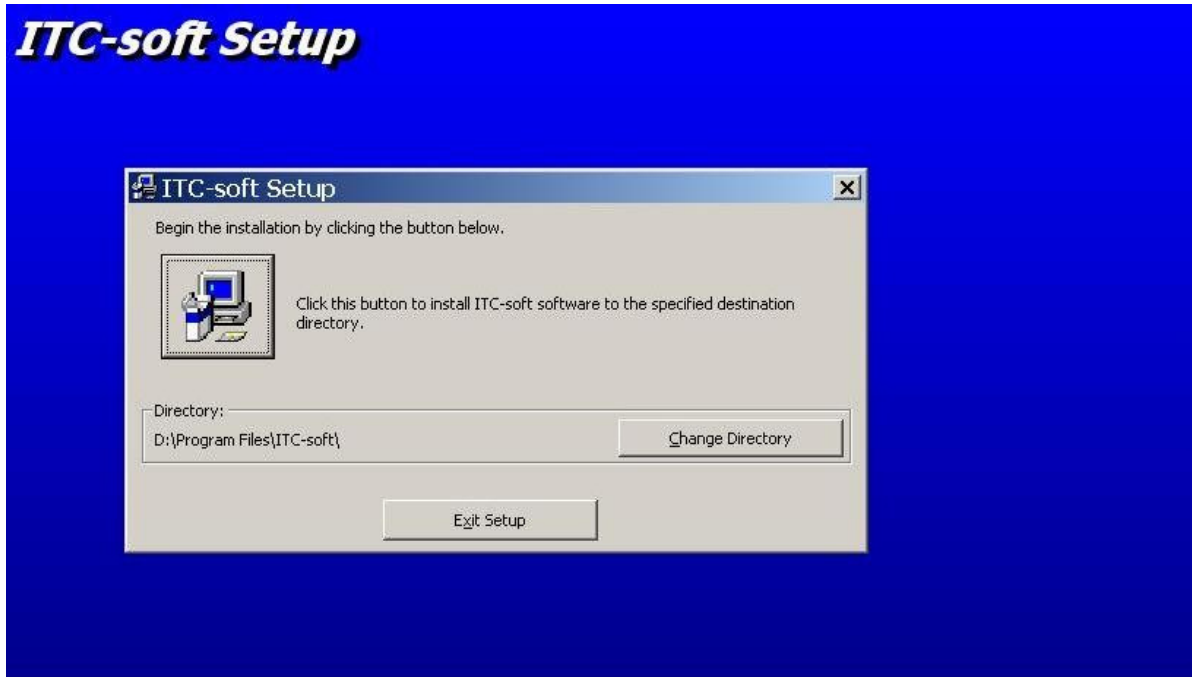 ITC-soft Setup
ITC-soft Setup
Begin the installation by clicking the button below.
Click this button to install ITC-soft software to the specified destination
directory.
Directory:
D:\Program Files\ITC-soft\
Change Directory
Exit Setup